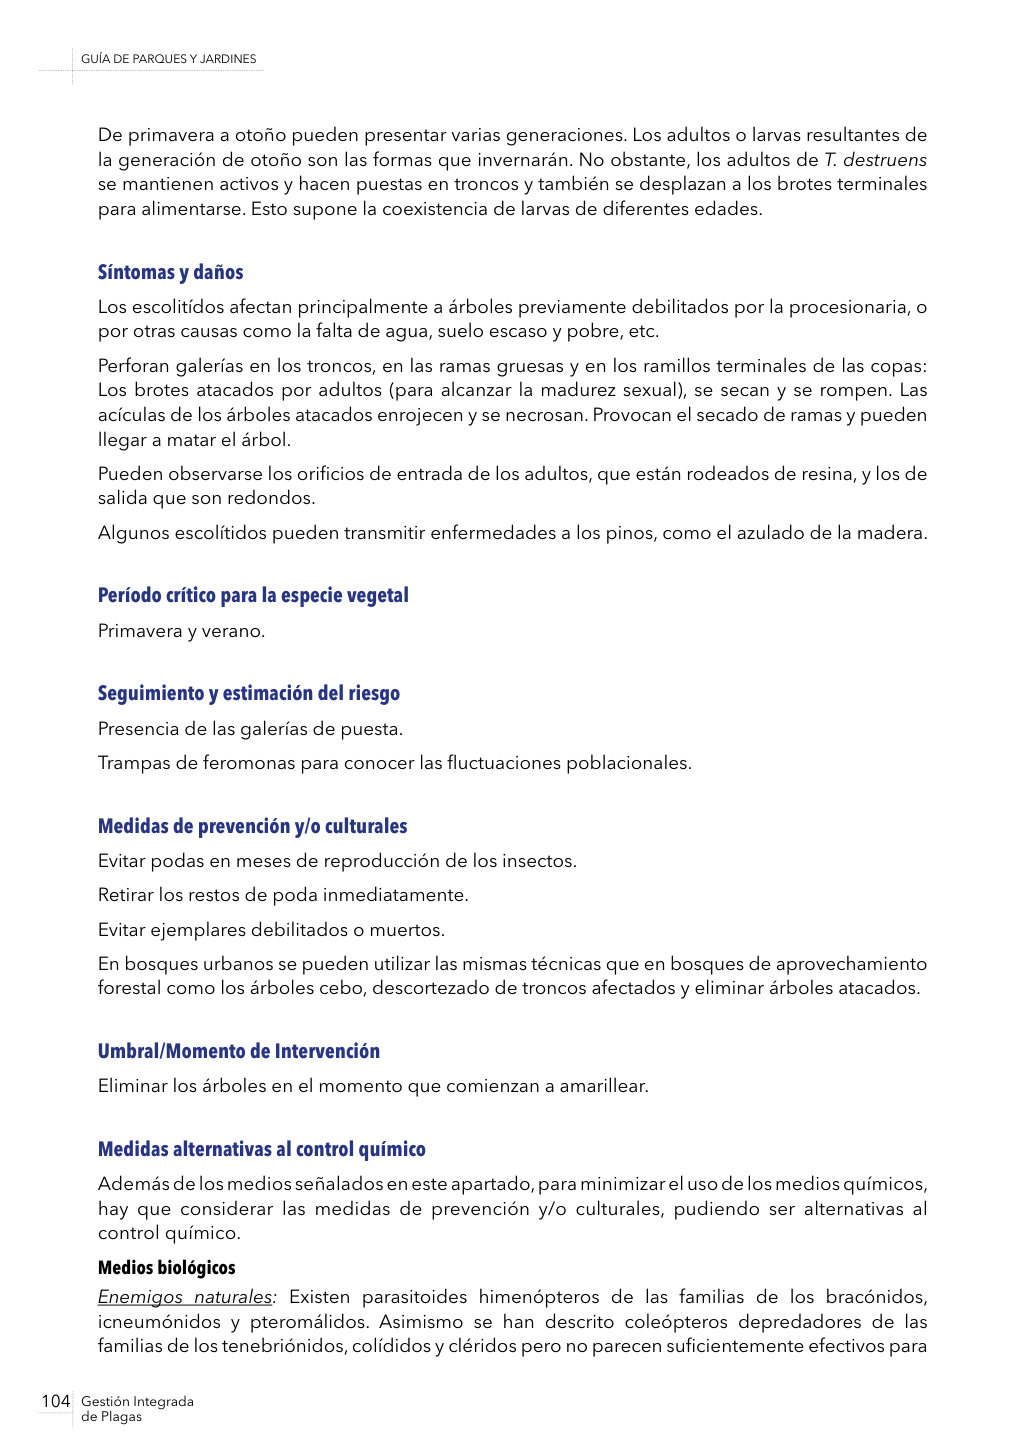 GUÍA DE PARQUES Y JARDINES
De primavera a otoño pueden presentar varias generaciones. Los adultos o larvas resultantes de
la generación de otoño son las formas que invernarán. No obstante, los adultos de T. destruens
se mantienen activos y hacen puestas en troncos y también se desplazan a los brotes terminales
para alimentarse. Esto supone la coexistencia de larvas de diferentes edades.
Síntomas y daños
Los escolitídos afectan principalmente a árboles previamente debilitados por la procesionaria, o
por otras causas como la falta de agua, suelo escaso y pobre, etc.
Perforan galerías en los troncos, en las ramas gruesas y en los ramillos terminales de las copas:
Los brotes atacados por adultos (para alcanzar la madurez sexual), se secan y se rompen. Las
acículas de los árboles atacados enrojecen y se necrosan. Provocan el secado de ramas y pueden
llegar a matar el árbol.
Pueden observarse los orificios de entrada de los adultos, que están rodeados de resina, y los de
salida que son redondos.
Algunos escolítidos pueden transmitir enfermedades a los pinos, como el azulado de la madera.
Período crítico para la especie vegetal
Primavera y verano.
Seguimiento y estimación del riesgo
Presencia de las galerías de puesta.
Trampas de feromonas para conocer las fluctuaciones poblacionales.
Medidas de prevención y/o culturales
Evitar podas en meses de reproducción de los insectos.
Retirar los restos de poda inmediatamente.
Evitar ejemplares debilitados o muertos.
En bosques urbanos se pueden utilizar las mismas técnicas que en bosques de aprovechamiento
forestal como los árboles cebo, descortezado de troncos afectados y eliminar árboles atacados.
Umbral/Momento de Intervención
Eliminar los árboles en el momento que comienzan a amarillear.
Medidas alternativas al control químico
Además de los medios señalados en este apartado, para minimizar el uso de los medios químicos,
hay que considerar las medidas de prevención y/o culturales, pudiendo ser alternativas al
control químico.
Medios biológicos
Enemigos naturales: Existen parasitoides himenópteros de las familias de los bracónidos,
icneumónidos y pteromálidos. Asimismo se han descrito coleópteros depredadores de las
familias de los tenebriónidos, colídidos y cléridos pero no parecen suficientemente efectivos para
104 Gestión Integrada
de Plagas